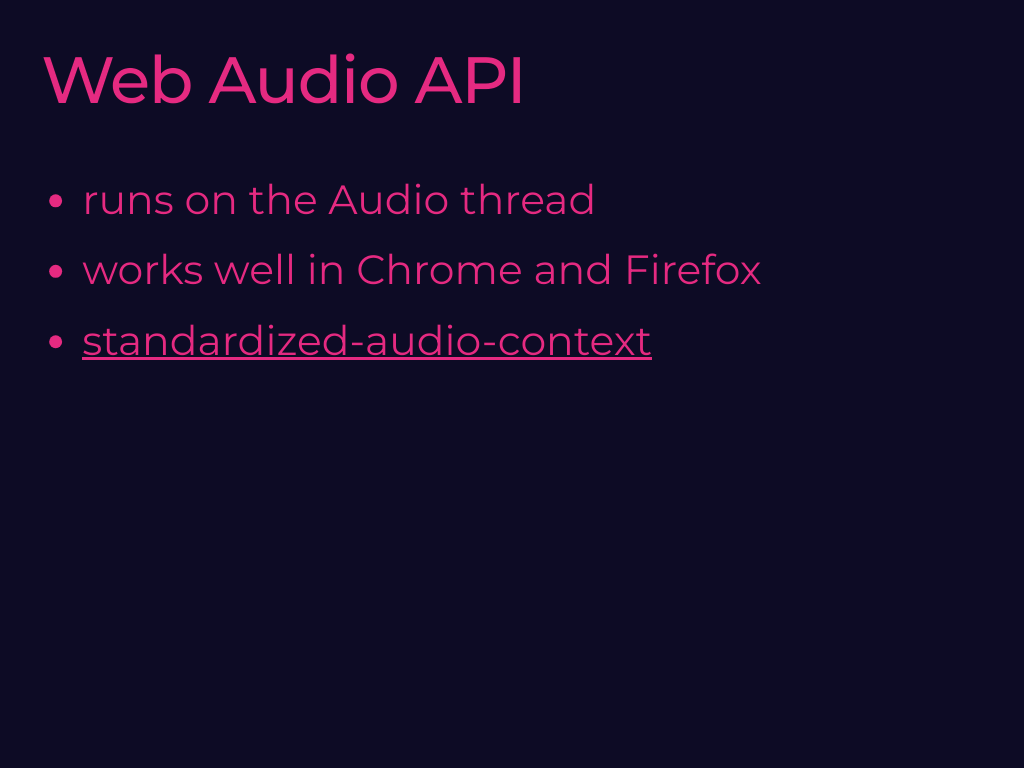 Web Audio API
• runs on the Audio thread
• works well in Chrome and Firefox
• standardized-audio-context